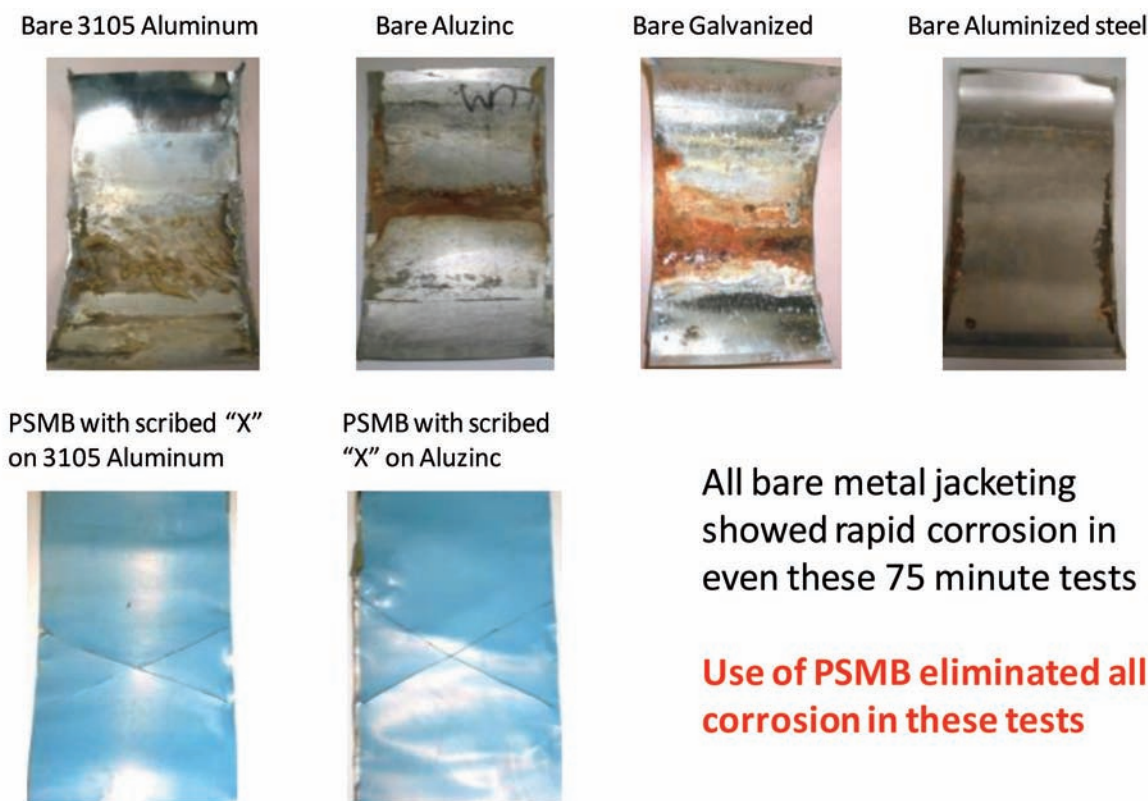 Bare 3105 Aluminum
Bare Aluzinc
Bare Galvanized
Bare Aluminized steel
PSMB with scribed “X”
on 3105 Aluminum
PSMB with scribed
“X” on Aluzinc
All bare metal jacketing
showed rapid corrosion in
even these 75 minute tests
Use of PSMB eliminated all
corrosion in these tests